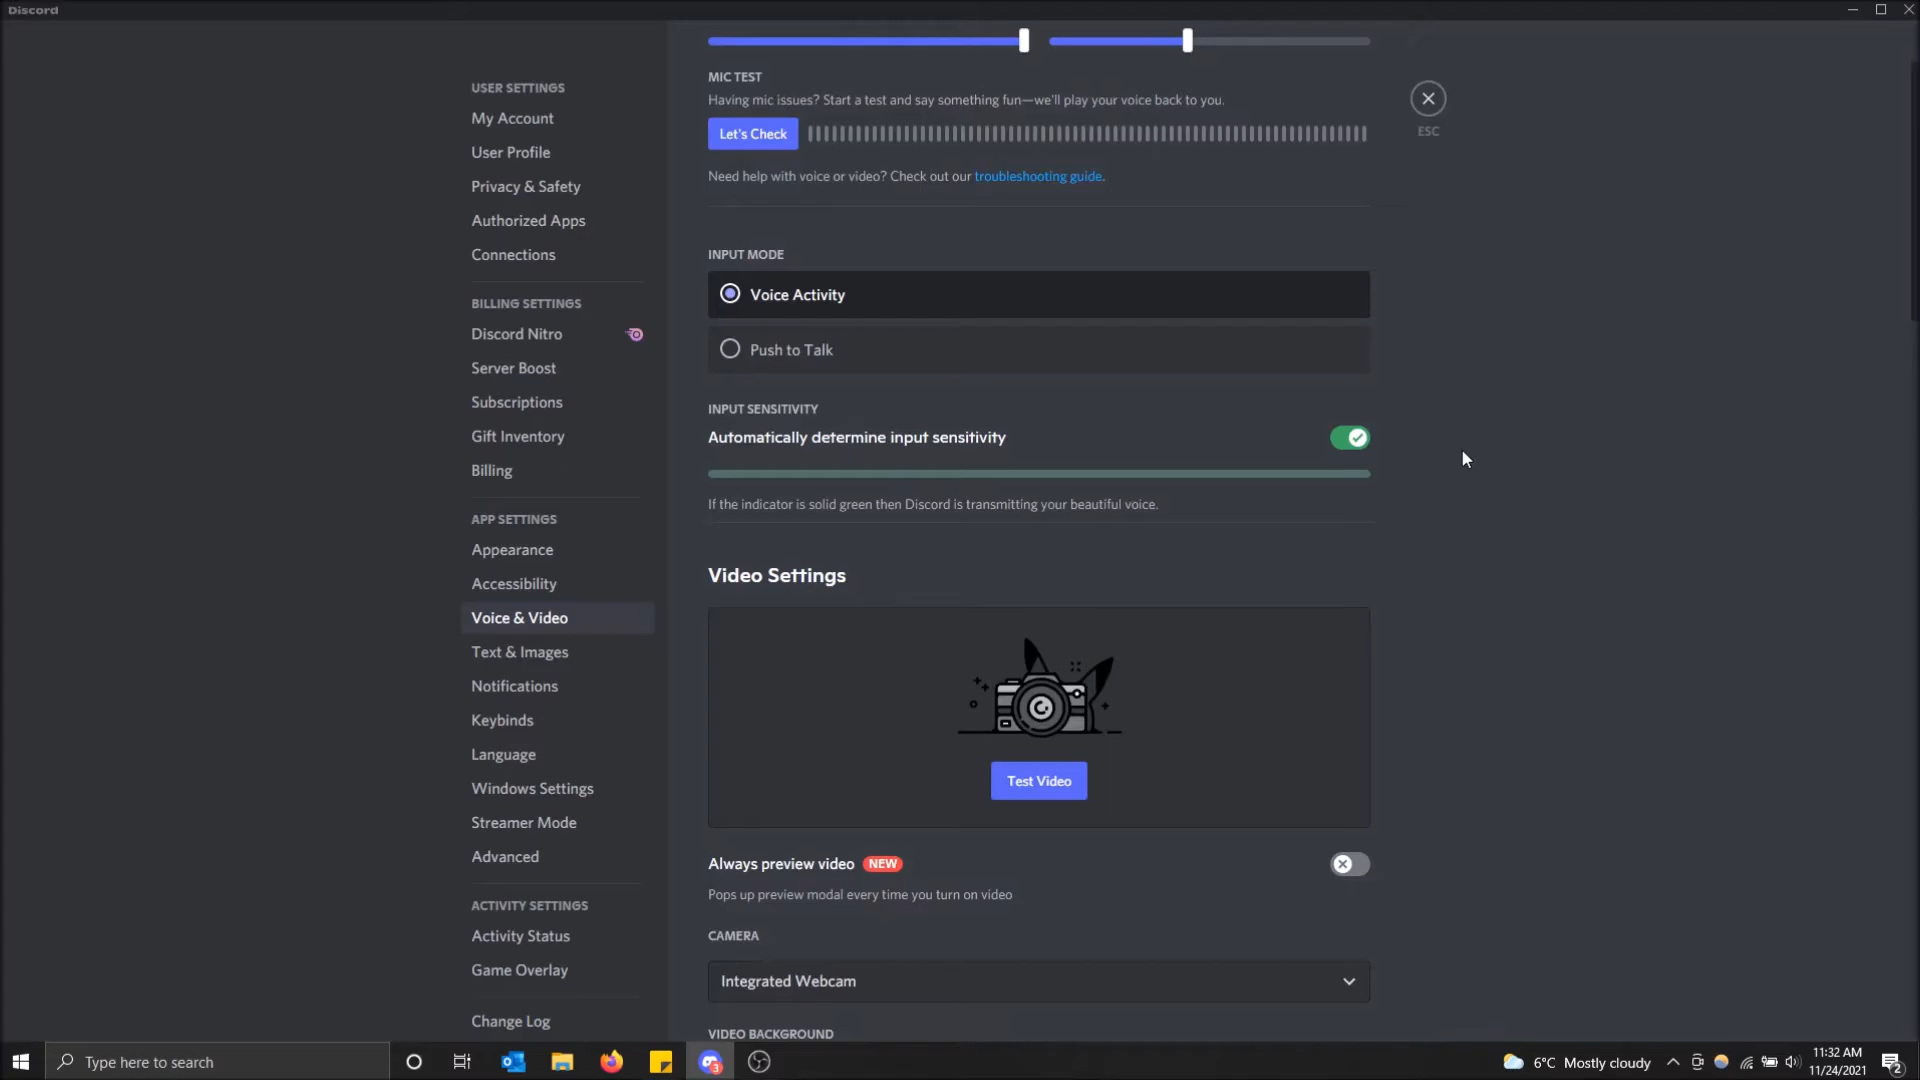 Discord
USER SETTINGS
My Account
User Profile
Privacy & Safety
Authorized Apps
Connections
BILLING SETTINGS
Discord Nitro
Server Boost
Subscriptions
Gift Inventory
Billing
APP SETTINGS
Appearance
Accessibility
Voice & Video
Text & Images
Notifications
Keybinds
Language
Windows Settings
Streamer Mode
Advanced
ACTIVITY SETTINGS
Activity Status
Game Overlay
Change Log
MIC TEST
Having mic issues? Start a test and say something fun—we'll play your voice back to you.
Let's Check
Need help with voice or video? Check out our troubleshooting guide.
INPUT MODE
Voice Activity
Push to Talk
INPUT SENSITIVITY
Automatically determine input sensitivity
If the indicator is solid green then Discord is transmitting your beautiful voice.
Video Settings
Test Video
Always preview video NEW
Pops up preview modal every time you turn on video
CAMERA
Integrated Webcam
VIDEO BACKGROUND
ESC
Type here to search
3
6°C Mostly cloudy
11:32 AM
11/24/2021
2